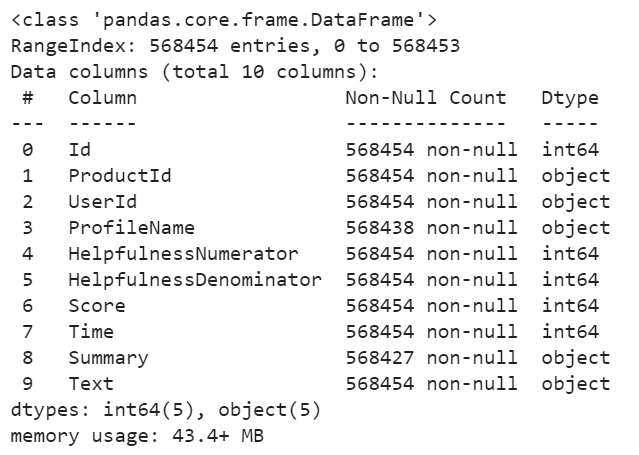 <class 'pandas.core.frame.DataFrame'>
RangeIndex: 568454 entries, 0 to 568453
Data columns (total 10 columns):
 #   Column                  Non-Null Count   Dtype
---  ------                  --------------   -----
 0   Id                      568454 non-null  int64
 1   ProductId               568454 non-null  object
 2   UserId                  568454 non-null  object
 3   ProfileName             568438 non-null  object
 4   HelpfulnessNumerator    568454 non-null  int64
 5   HelpfulnessDenominator  568454 non-null  int64
 6   Score                   568454 non-null  int64
 7   Time                    568454 non-null  int64
 8   Summary                 568427 non-null  object
 9   Text                    568454 non-null  object
dtypes: int64(5), object(5)
memory usage: 43.4+ MB